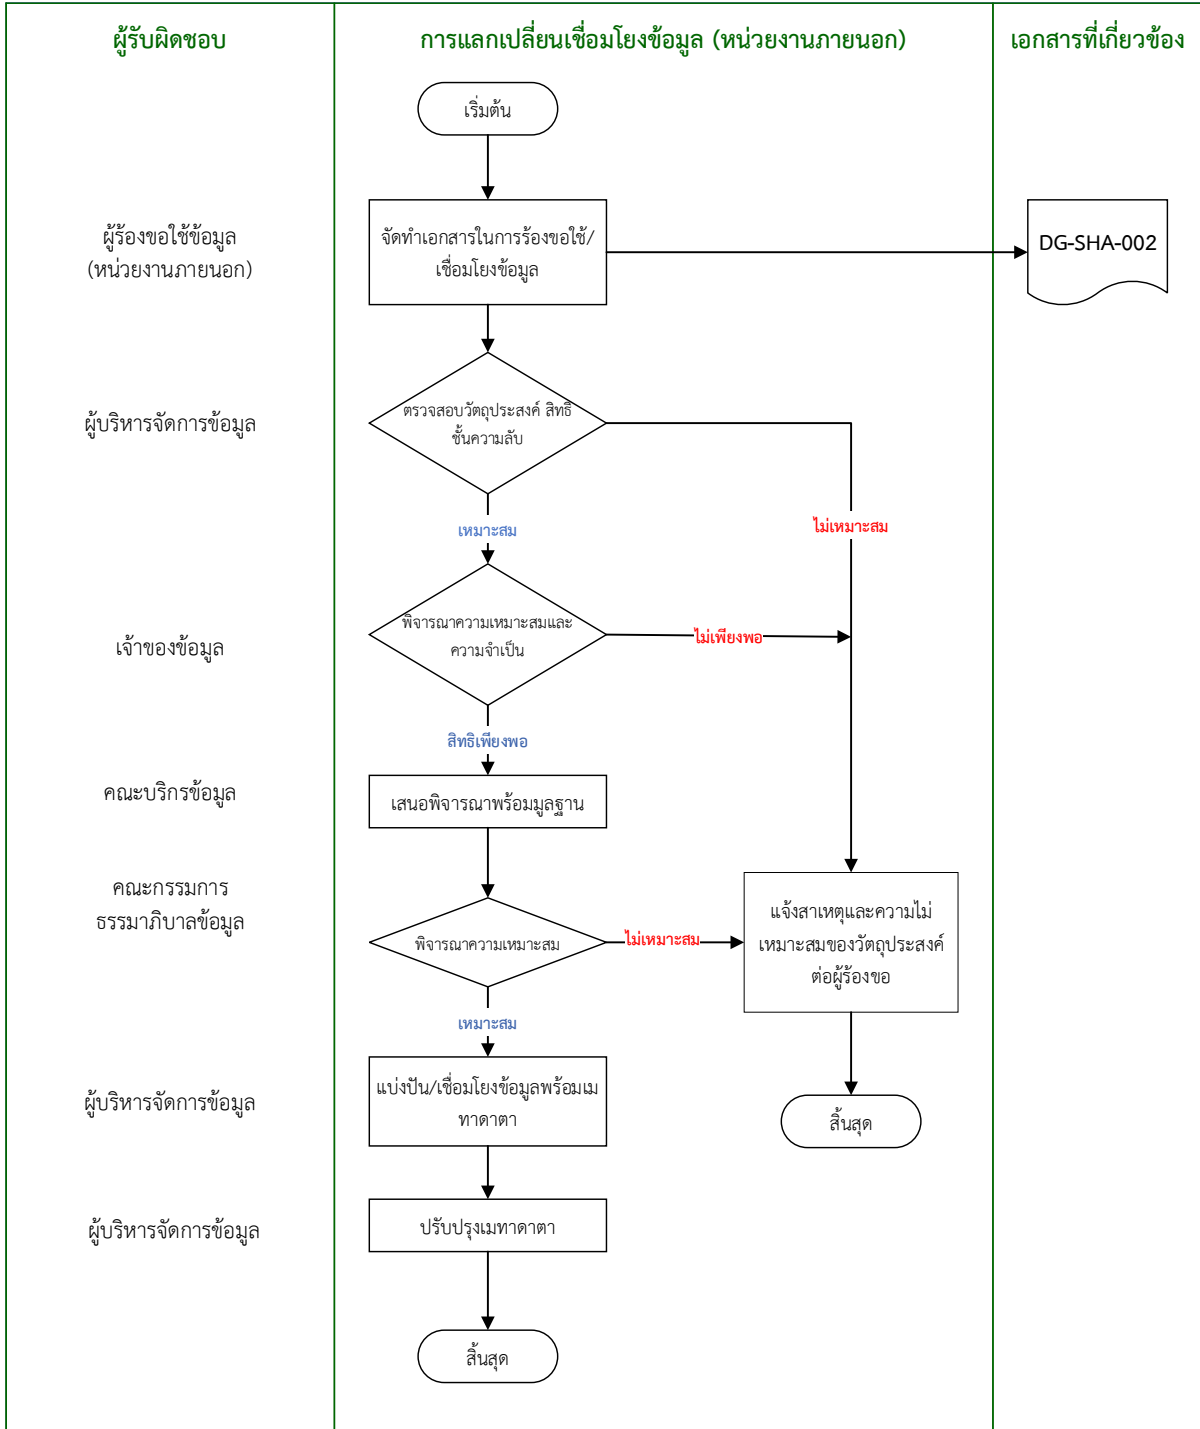 ผู้รับผิดชอบ
การแลกเปลี่ยนเชื่อมโยงข้อมูล (หน่วยงานภายนอก)
เอกสารที่เกี่ยวข้อง
เริ่มต้น
ผู้ร้องขอใช้ข้อมูล
(หน่วยงานภายนอก)
จัดทำเอกสารในการร้องขอใช้/
เชื่อมโยงข้อมูล
DG-SHA-002
ผู้บริหารจัดการข้อมูล
ตรวจสอบวัตถุประสงค์ สิทธิ
ชั้นความลับ
เหมาะสม
ไม่เหมาะสม
เจ้าของข้อมูล
พิจารณาความเหมาะสมและ
ความจำเป็น
ไม่เพียงพอ
สิทธิเพียงพอ
คณะบริกรข้อมูล
เสนอพิจารณาพร้อมมูลฐาน
คณะกรรมการ
ธรรมาภิบาลข้อมูล
พิจารณาความเหมาะสม
ไม่เหมาะสม
แจ้งสาเหตุและความไม่
เหมาะสมของวัตถุประสงค์
ต่อผู้ร้องขอ
เหมาะสม
ผู้บริหารจัดการข้อมูล
แบ่งปัน/เชื่อมโยงข้อมูลพร้อมเม
ทาดาตา
สิ้นสุด
ผู้บริหารจัดการข้อมูล
ปรับปรุงเมทาดาตา
สิ้นสุด